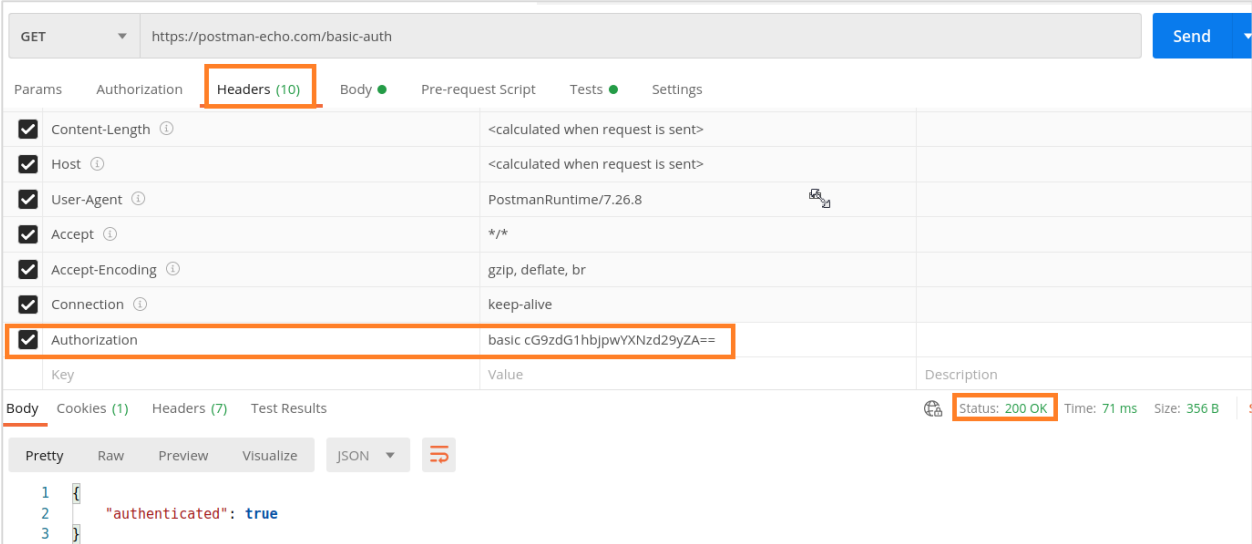 GET https://postman-echo.com/basic-auth Send
Params Authorization Headers (10) Body Pre-request Script Tests Settings
Content-Length <calculated when request is sent>
Host <calculated when request is sent>
User-Agent PostmanRuntime/7.26.8
Accept */*
Accept-Encoding gzip, deflate, br
Connection keep-alive
Authorization basic cG9zdG1hbjpwYXNzd29yZA==
Key Value Description
Body Cookies (1) Headers (7) Test Results Status: 200 OK Time: 71 ms Size: 356 B
Pretty Raw Preview Visualize JSON
1 {
2 "authenticated": true
3 }